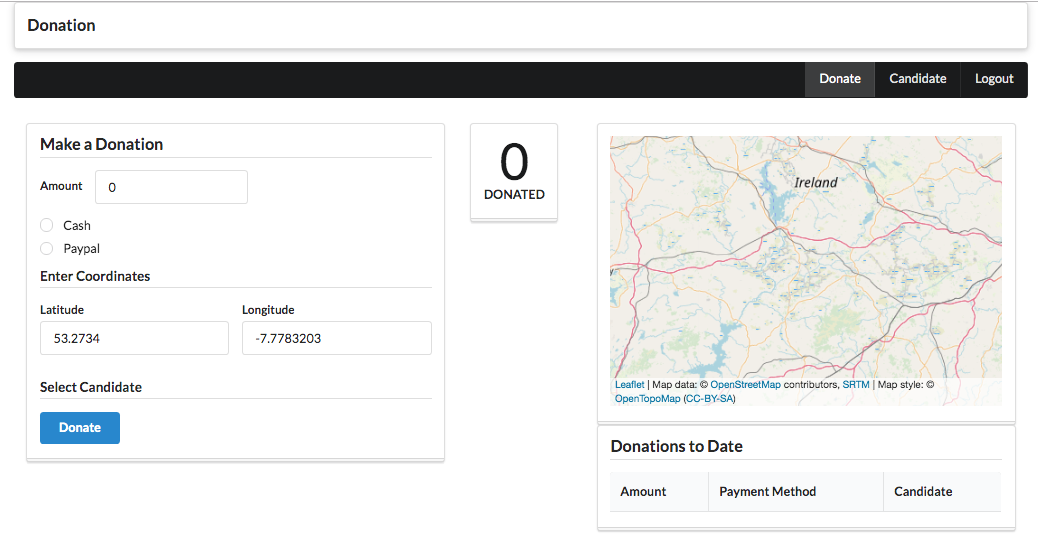 Donation
Donate Candidate Logout
Make a Donation
Amount 0
Cash
Paypal
Enter Coordinates
Latitude Longitude
53.2734 -7.7783203
Select Candidate
Donate
0
DONATED
Ireland
Leaflet | Map data: © OpenStreetMap contributors, SRTM | Map style: ©
OpenTopoMap (CC-BY-SA)
Donations to Date
Amount Payment Method Candidate